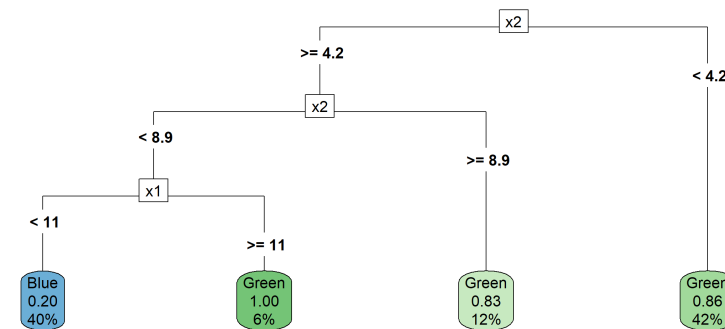 x2
>= 4.2
< 4.2
x2
< 8.9
>= 8.9
x1
< 11
>= 11
Blue
0.20
40%
Green
1.00
6%
Green
0.83
12%
Green
0.86
42%